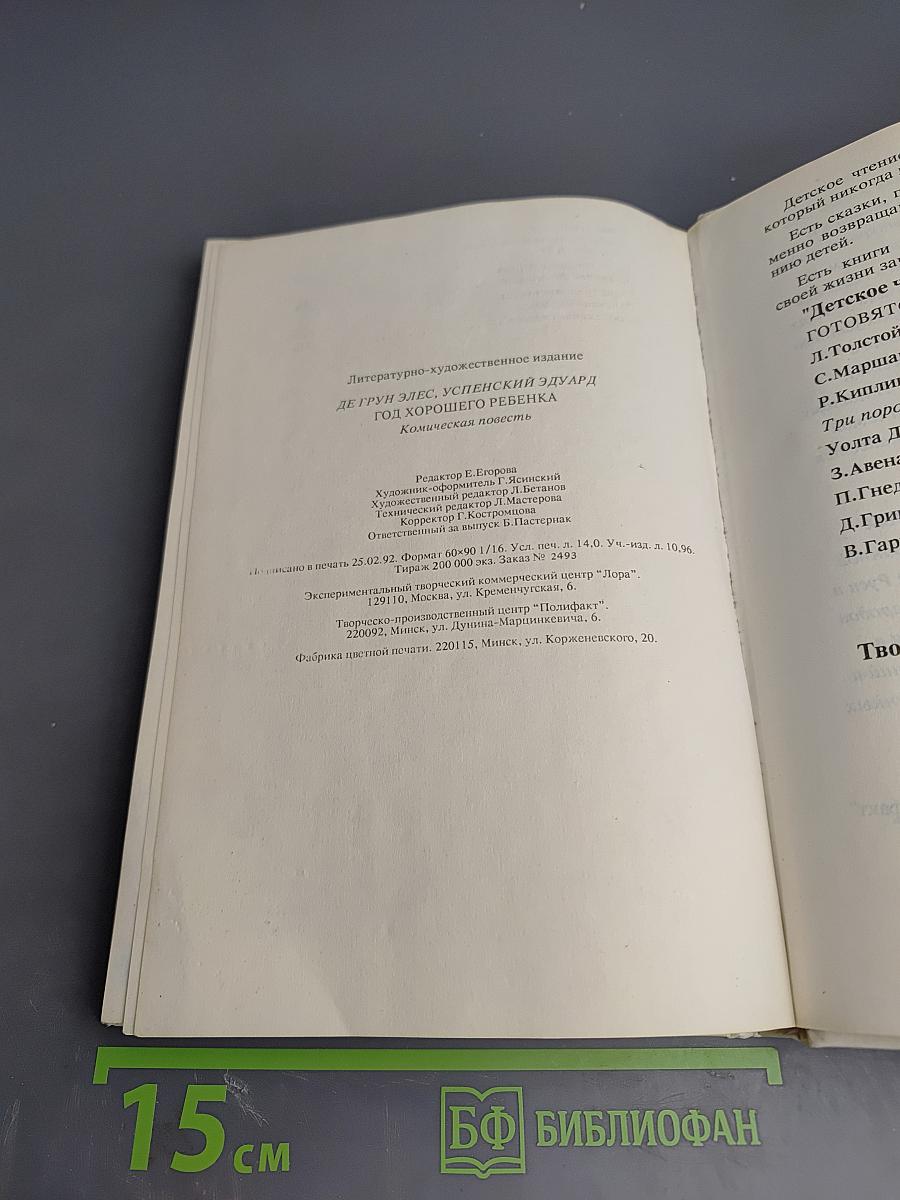 Литературно-художественное издание
ДЕ ГРУН ЭЛЕС, УСПЕНСКИЙ ЭДУАРД
ГОД ХОРОШЕГО РЕБЕНКА
Комическая повесть
Редактор Е.Егорова
Художник-оформитель Г.Ясинский
Художественный редактор Л.Бетанов
Технический редактор Л.Мастерова
Корректор Г.Костромцова
Ответственный за выпуск Б.Пастернак
Подписано в печать 25.02.92. Формат 60×90 1/16. Усл. печ. л. 14,0. Уч.-изд. л. 10,96.
Тираж 200 000 экз. Заказ № 2493
Экспериментальный творческий коммерческий центр "Лора".
129110, Москва, ул. Кременчугская, 6.
Творческо-производственный центр "Полифакт".
220092, Минск, ул. Дунина-Марцинкевича, 6.
Фабрика цветной печати. 220115, Минск, ул. Корженевского, 20.
Детское чтение
который никогда
Есть сказки,
менно возвраща
нию детей.
Есть книги
своей жизни
"Детское ч
ГОТОВЯТС
Л.Толстой
С.Марша
Р.Киплин
Три поро
Уолта Д
З.Авена
П.Гнед
Д.Гри
В.Гар
Тво
15 см
БФ БИБЛИОФАН